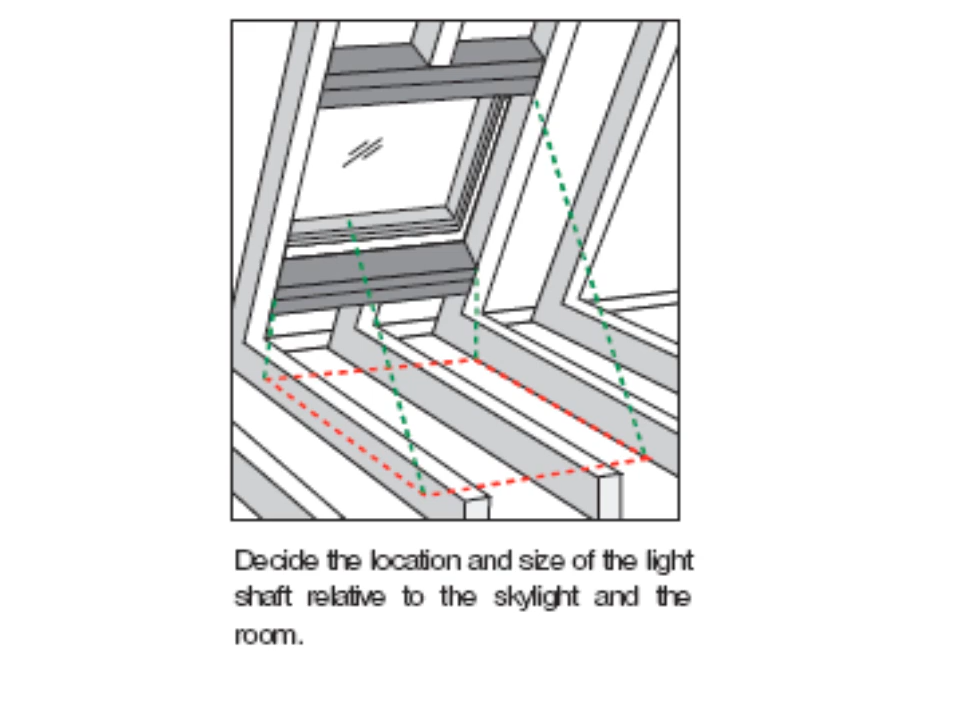 Decide the location and size of the light
shaft relative to the skylight and the
room.